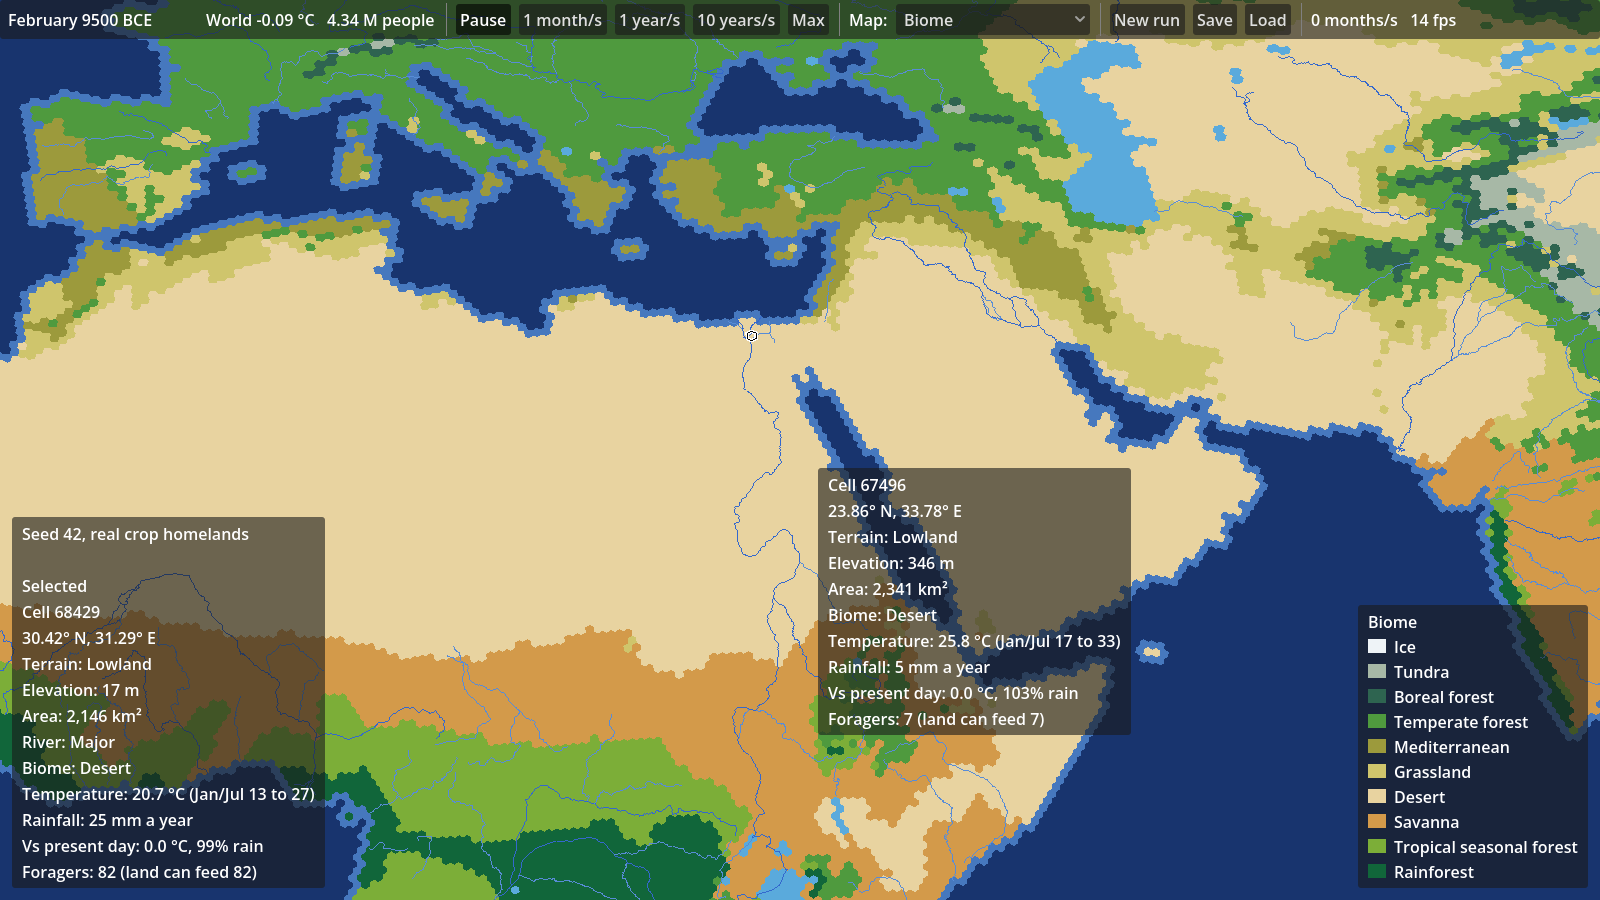 February 9500 BCE World -0.09 °C 4.34 M people Pause 1 month/s 1 year/s 10 years/s Max Map: Biome New run Save Load 0 months/s 14 fps
Cell 67496
23.86° N, 33.78° E
Terrain: Lowland
Elevation: 346 m
Area: 2,341 km²
Biome: Desert
Temperature: 25.8 °C (Jan/Jul 17 to 33)
Rainfall: 5 mm a year
Vs present day: 0.0 °C, 103% rain
Foragers: 7 (land can feed 7)
Seed 42, real crop homelands
Selected
Cell 68429
30.42° N, 31.29° E
Terrain: Lowland
Elevation: 17 m
Area: 2,146 km²
River: Major
Biome: Desert
Temperature: 20.7 °C (Jan/Jul 13 to 27)
Rainfall: 25 mm a year
Vs present day: 0.0 °C, 99% rain
Foragers: 82 (land can feed 82)
Biome
Ice
Tundra
Boreal forest
Temperate forest
Mediterranean
Grassland
Desert
Savanna
Tropical seasonal forest
Rainforest